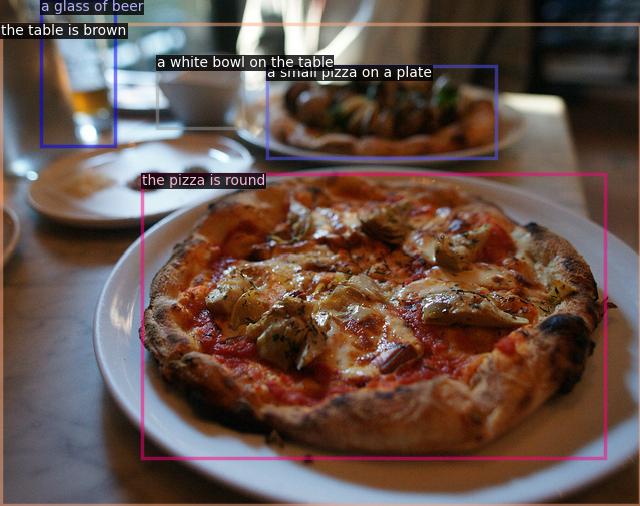 a glass of beer
the table is brown
a white bowl on the table
a small pizza on a plate
the pizza is round